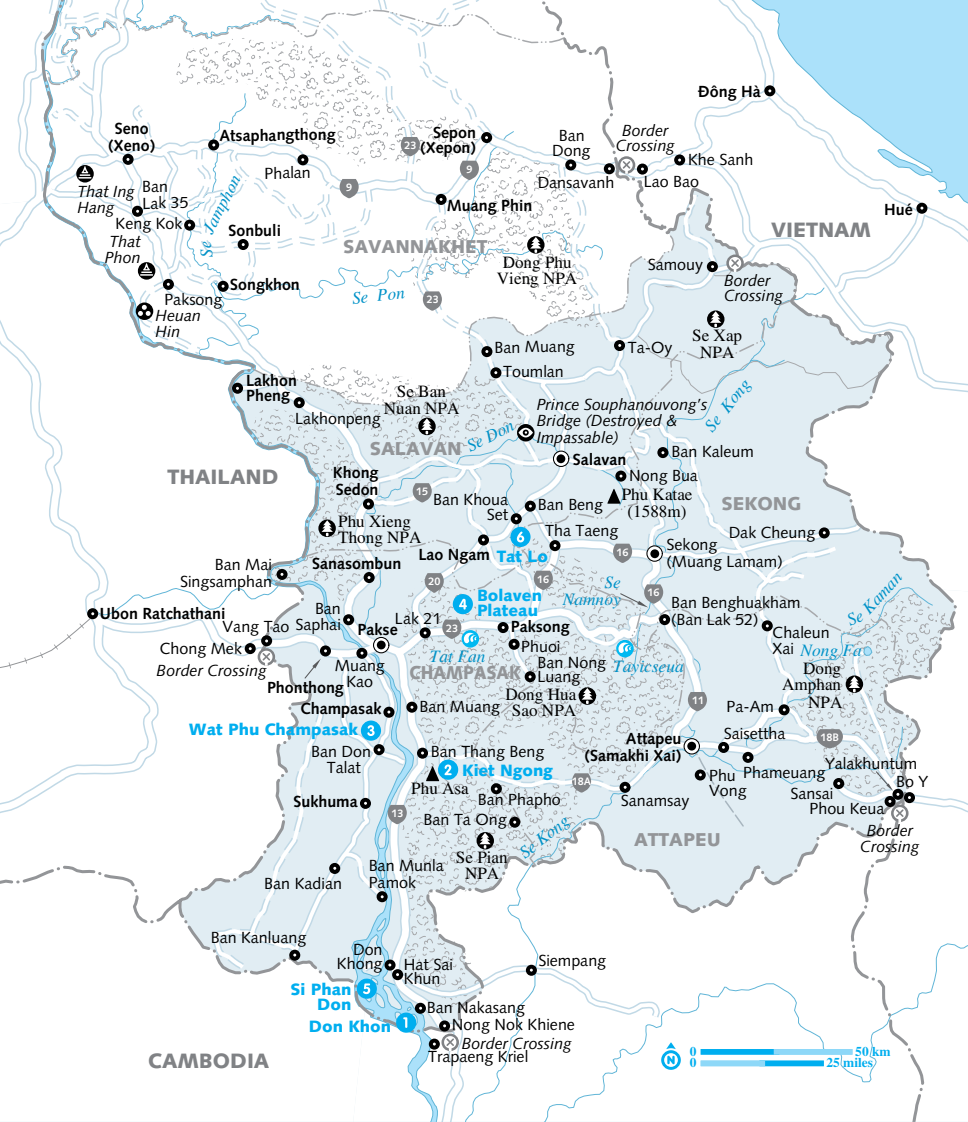 Đông Hà
Seno
(Xeno)
Atsaphangthong
Sepon
(Xepon)
23
Ban
Dong
Border
Crossing
Khe Sanh
Phalan
9
9
Dansavanh
Lao Bao
That Ing
Hang
Ban
Lak 35
Keng Kok
Se Jamphon
Muang Phin
Hué
That
Phon
Sonbuli
SAVANNAKHET
VIETNAM
Dong Phu
Vieng NPA
Samouy
Border
Crossing
Paksong
Songkhon
Se Pon
23
Heuan
Hin
Se Xap
NPA
Ban Muang
Ta-Oy
Toumlan
Lakhon
Pheng
Lakhonpeng
Se Ban
Nuan NPA
Se Kong
Prince Souphanouvong's
Bridge (Destroyed &
Impassable)
Se Don
SALAVAN
Salavan
Ban Kaleum
THAILAND
Khong
Sedon
15
Nong Bua
Phu Katae
(1588m)
SEKONG
Ban Khoua
Set
Ban Beng
Phu Xieng
Thong NPA
6
Tat Lo
Tha Taeng
Dak Cheung
Lao Ngam
16
Sekong
(Muang Lamam)
Ban Mai
Singsamphan
Sanasombun
20
16
Se
Namnoy
16
Se Kaman
Ubon Ratchathani
Ban
Saphai
4
Bolaven
Plateau
Ban Benghuakham
(Ban Lak 52)
Vang Tao
Pakse
Lak 21
23
Paksong
Chaleun
Xai
Chong Mek
Border Crossing
Muang
Kao
Tat Fan
Phuoi
Tayicseua
Nong Fa
Phonthong
CHAMPASAK
Ban Nong
Luang
Dong
Amphan
NPA
Champasak
Ban Muang
Dong Hua
Sao NPA
11
Pa-Am
Wat Phu Champasak
3
Attapeu
(Samakhi Xai)
Saisettha
18B
Ban Don
Talat
Ban Thang Beng
2
Kiet Ngong
Phu Asa
18A
Phu
Vong
Phameuang
Yalakhuntum
Bo Y
Sansai
Phou Keua
Ban Phapho
Sanamsay
Sukhuma
13
Ban Ta Ong
Se Kong
ATTAPEU
Border
Crossing
Se Pian
NPA
Ban Munla
Pamok
Ban Kadian
Ban Kanluang
Don
Khong
Hat Sai
Khun
Siempang
Si Phan
Don
5
Ban Nakasang
Don Khon
1
Nong Nok Khiene
Border Crossing
Trapaeng Kriel
CAMBODIA
N
0
50 km
0
25 miles